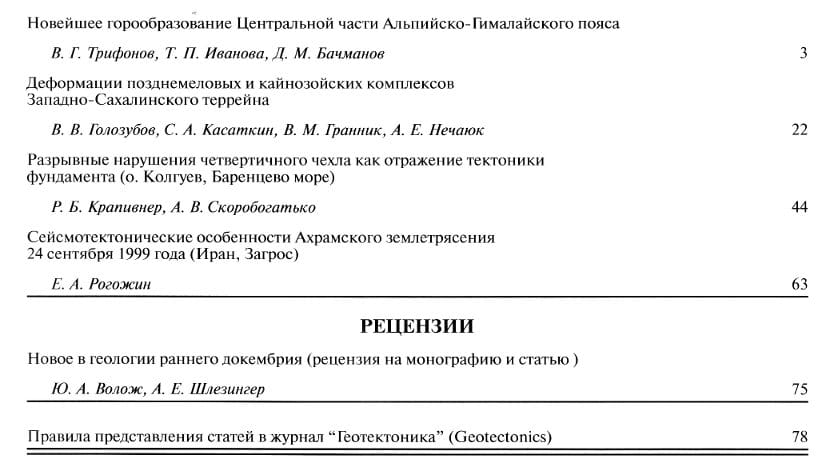 Новейшее горообразование Центральной части Альпийско-Гималайского пояса
В. Г. Трифонов, Т. П. Иванова, Д. М. Бачманов 3
Деформации позднемеловых и кайнозойских комплексов
Западно-Сахалинского террейна
В. В. Голозубов, С. А. Касаткин, В. М. Гранник, А. Е. Нечаюк 22
Разрывные нарушения четвертичного чехла как отражение тектоники
фундамента (о. Колгуев, Баренцево море)
Р. Б. Крапивнер, А. В. Скоробогатько 44
Сейсмотектонические особенности Ахрамского землетрясения
24 сентября 1999 года (Иран, Загрос)
Е. А. Рогожин 63
РЕЦЕНЗИИ
Новое в геологии раннего докембрия (рецензия на монографию и статью )
Ю. А. Волож, А. Е. Шлезингер 75
Правила представления статей в журнал “Геотектоника” (Geotectonics) 78